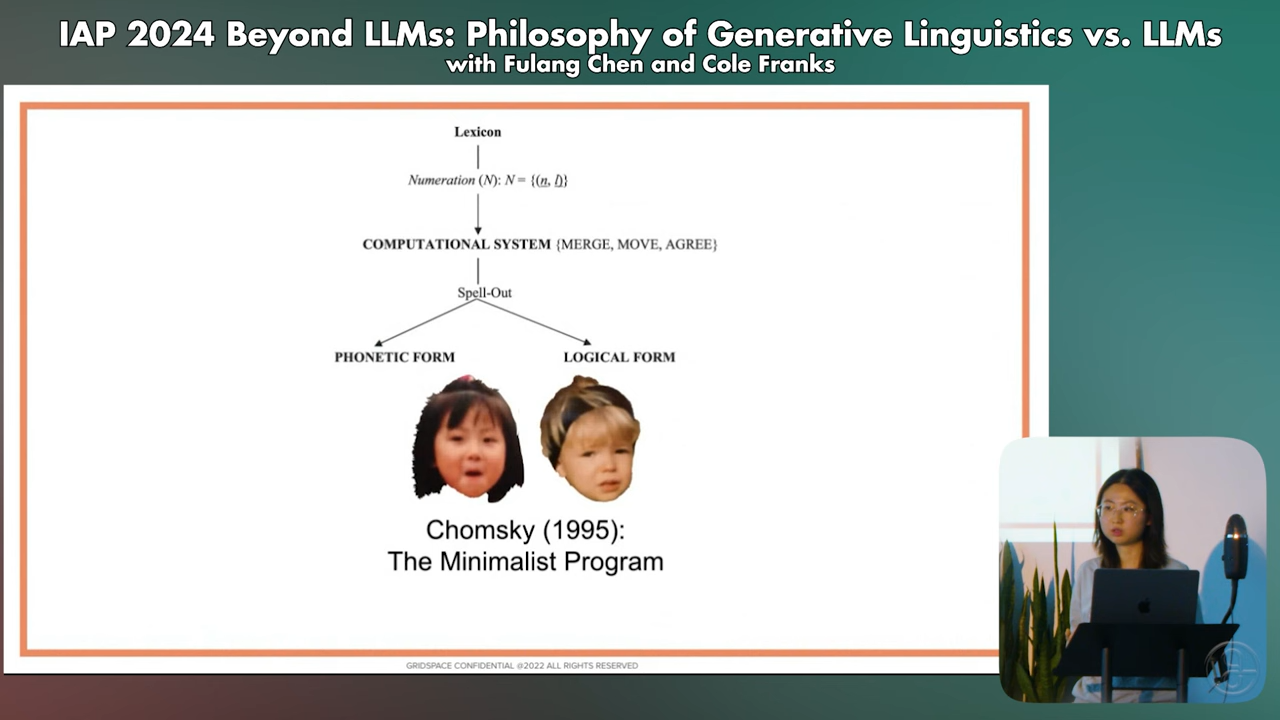 IAP 2024 Beyond LLMs: Philosophy of Generative Linguistics vs. LLMs
with Fulang Chen and Cole Franks
Lexicon
Numeration (N): N = {(n, l)}
COMPUTATIONAL SYSTEM {MERGE, MOVE, AGREE}
Spell-Out
PHONETIC FORM
LOGICAL FORM
Chomsky (1995):
The Minimalist Program
GRIDSPACE CONFIDENTIAL @2022 ALL RIGHTS RESERVED